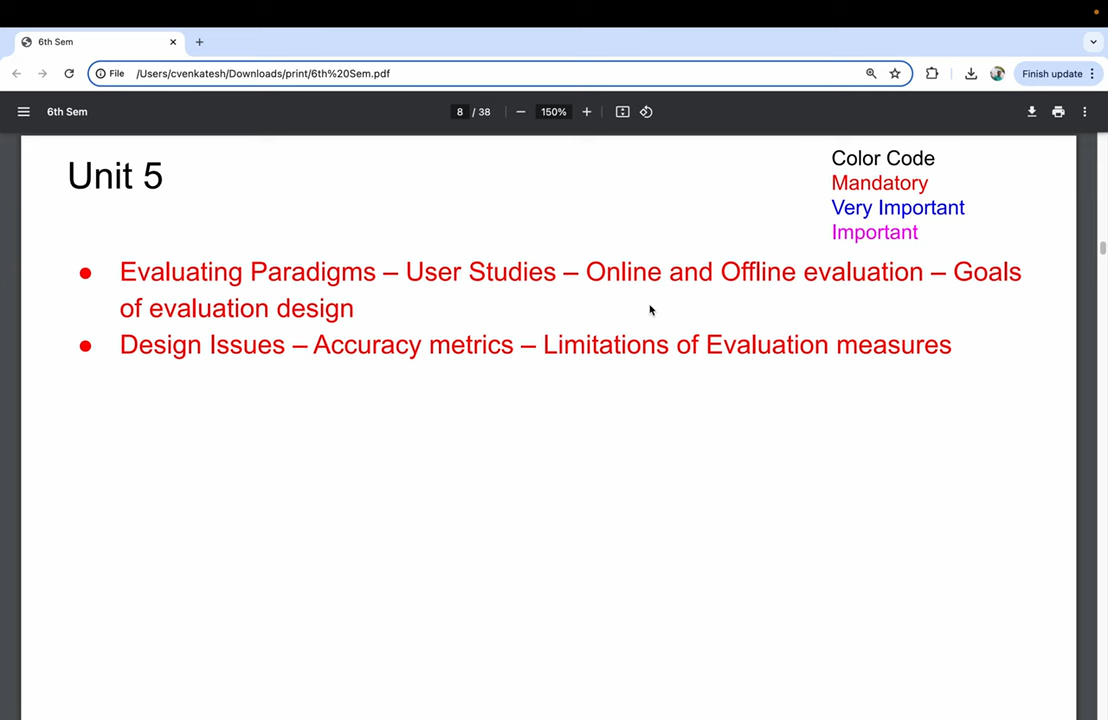 6th Sem
File /Users/cvenkatesh/Downloads/print/6th%20Sem.pdf
Finish update
6th Sem
8 / 38
150%
Unit 5
Color Code
Mandatory
Very Important
Important
● Evaluating Paradigms – User Studies – Online and Offline evaluation – Goals
of evaluation design
● Design Issues – Accuracy metrics – Limitations of Evaluation measures